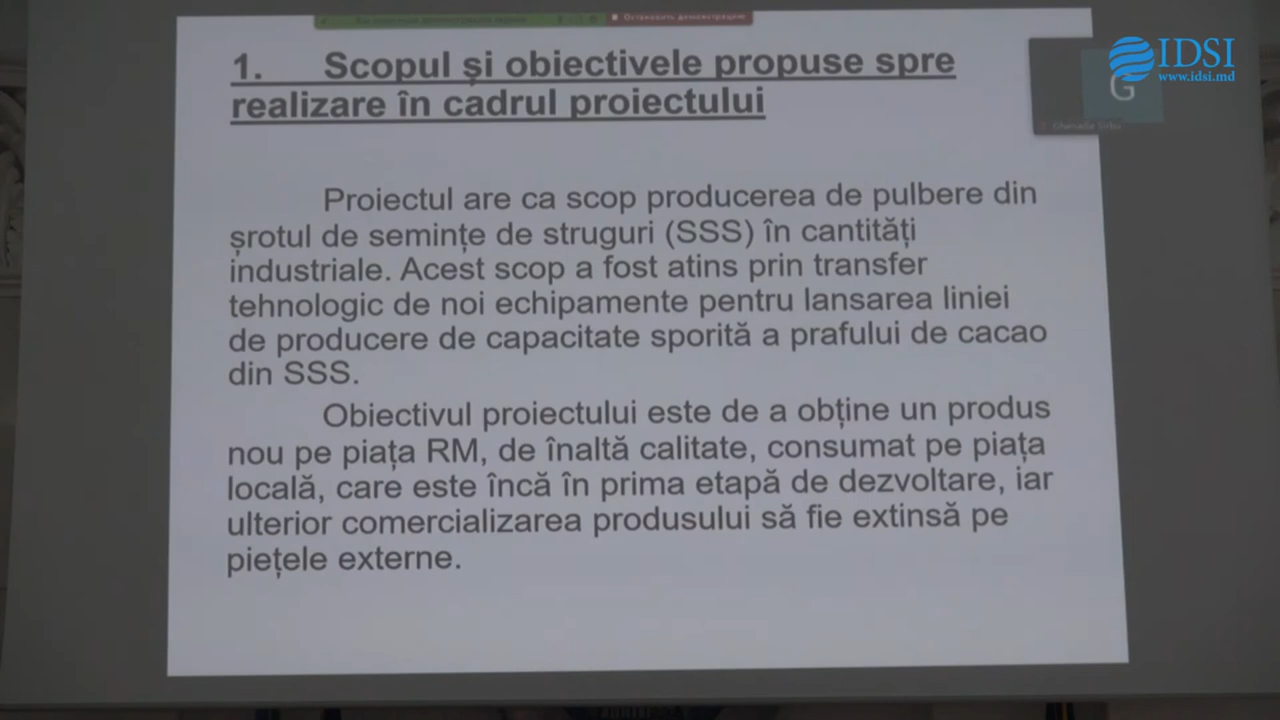 Остановить демонстрацию
IDSI
www.idsi.md
G
1. Scopul și obiectivele propuse spre
realizare în cadrul proiectului
Proiectul are ca scop producerea de pulbere din
șrotul de semințe de struguri (SSS) în cantități
industriale. Acest scop a fost atins prin transfer
tehnologic de noi echipamente pentru lansarea liniei
de producere de capacitate sporită a prafului de cacao
din SSS.
Obiectivul proiectului este de a obține un produs
nou pe piața RM, de înaltă calitate, consumat pe piața
locală, care este încă în prima etapă de dezvoltare, iar
ulterior comercializarea produsului să fie extinsă pe
piețele externe.